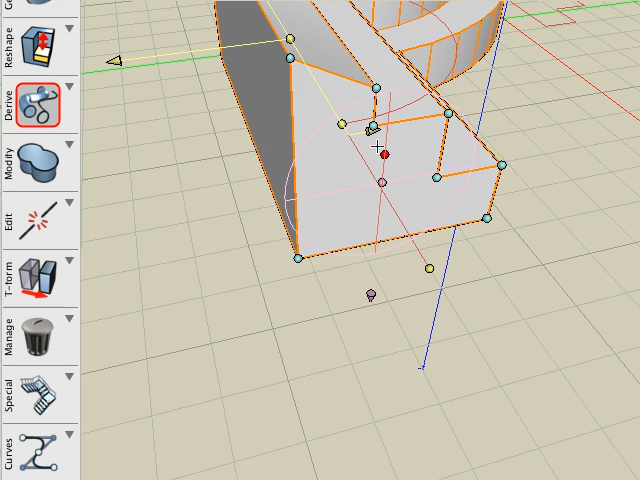 Reshape
Derive
Modify
Edit
T-form
Manage
Special
Curves